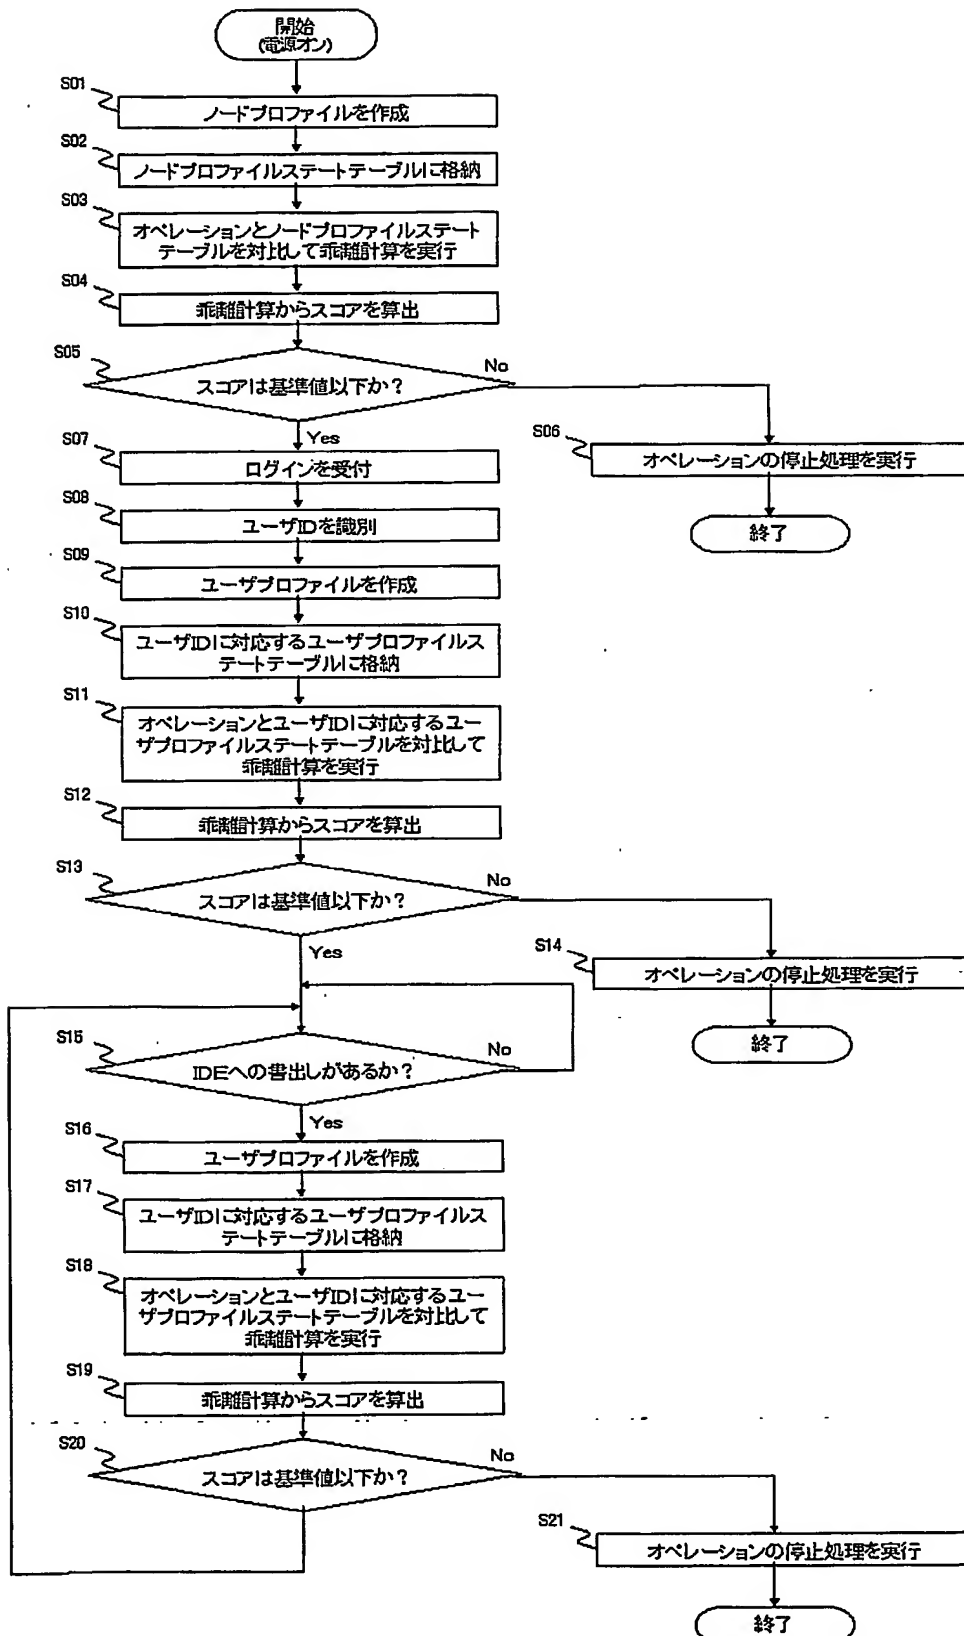 開始
(電源オン)
S01
ノードプロファイルを作成
S02
ノードプロファイルステートテーブルに格納
S03
オペレーションとノードプロファイルステート
テーブルを対比して乖離計算を実行
S04
乖離計算からスコアを算出
S05
スコアは基準値以下か?
No
Yes
S06
オペレーションの停止処理を実行
終了
S07
ログインを受付
S08
ユーザIDを識別
S09
ユーザプロファイルを作成
S10
ユーザIDに対応するユーザプロファイルス
テートテーブルに格納
S11
オペレーションとユーザIDに対応するユー
ザプロファイルステートテーブルを対比して
乖離計算を実行
S12
乖離計算からスコアを算出
S13
スコアは基準値以下か?
No
Yes
S14
オペレーションの停止処理を実行
終了
S15
IDEへの書出しがあるか?
No
Yes
S16
ユーザプロファイルを作成
S17
ユーザIDに対応するユーザプロファイルス
テートテーブルに格納
S18
オペレーションとユーザIDに対応するユー
ザプロファイルステートテーブルを対比して
乖離計算を実行
S19
乖離計算からスコアを算出
S20
スコアは基準値以下か?
No
S21
オペレーションの停止処理を実行
終了